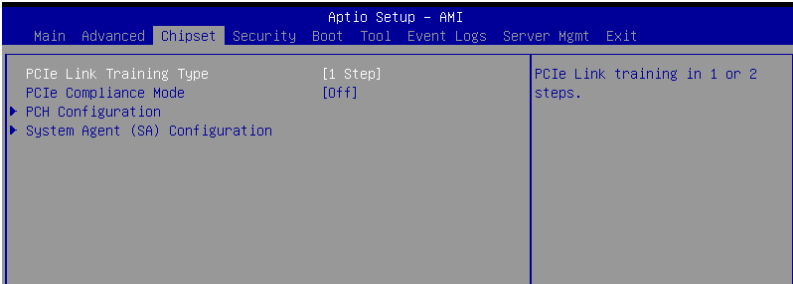 Aptio Setup – AMI
Main Advanced Chipset Security Boot Tool Event Logs Server Mgmt Exit
PCIe Link Training Type [1 Step]
PCIe Compliance Mode [Off]
PCH Configuration
System Agent (SA) Configuration
PCIe Link training in 1 or 2
steps.